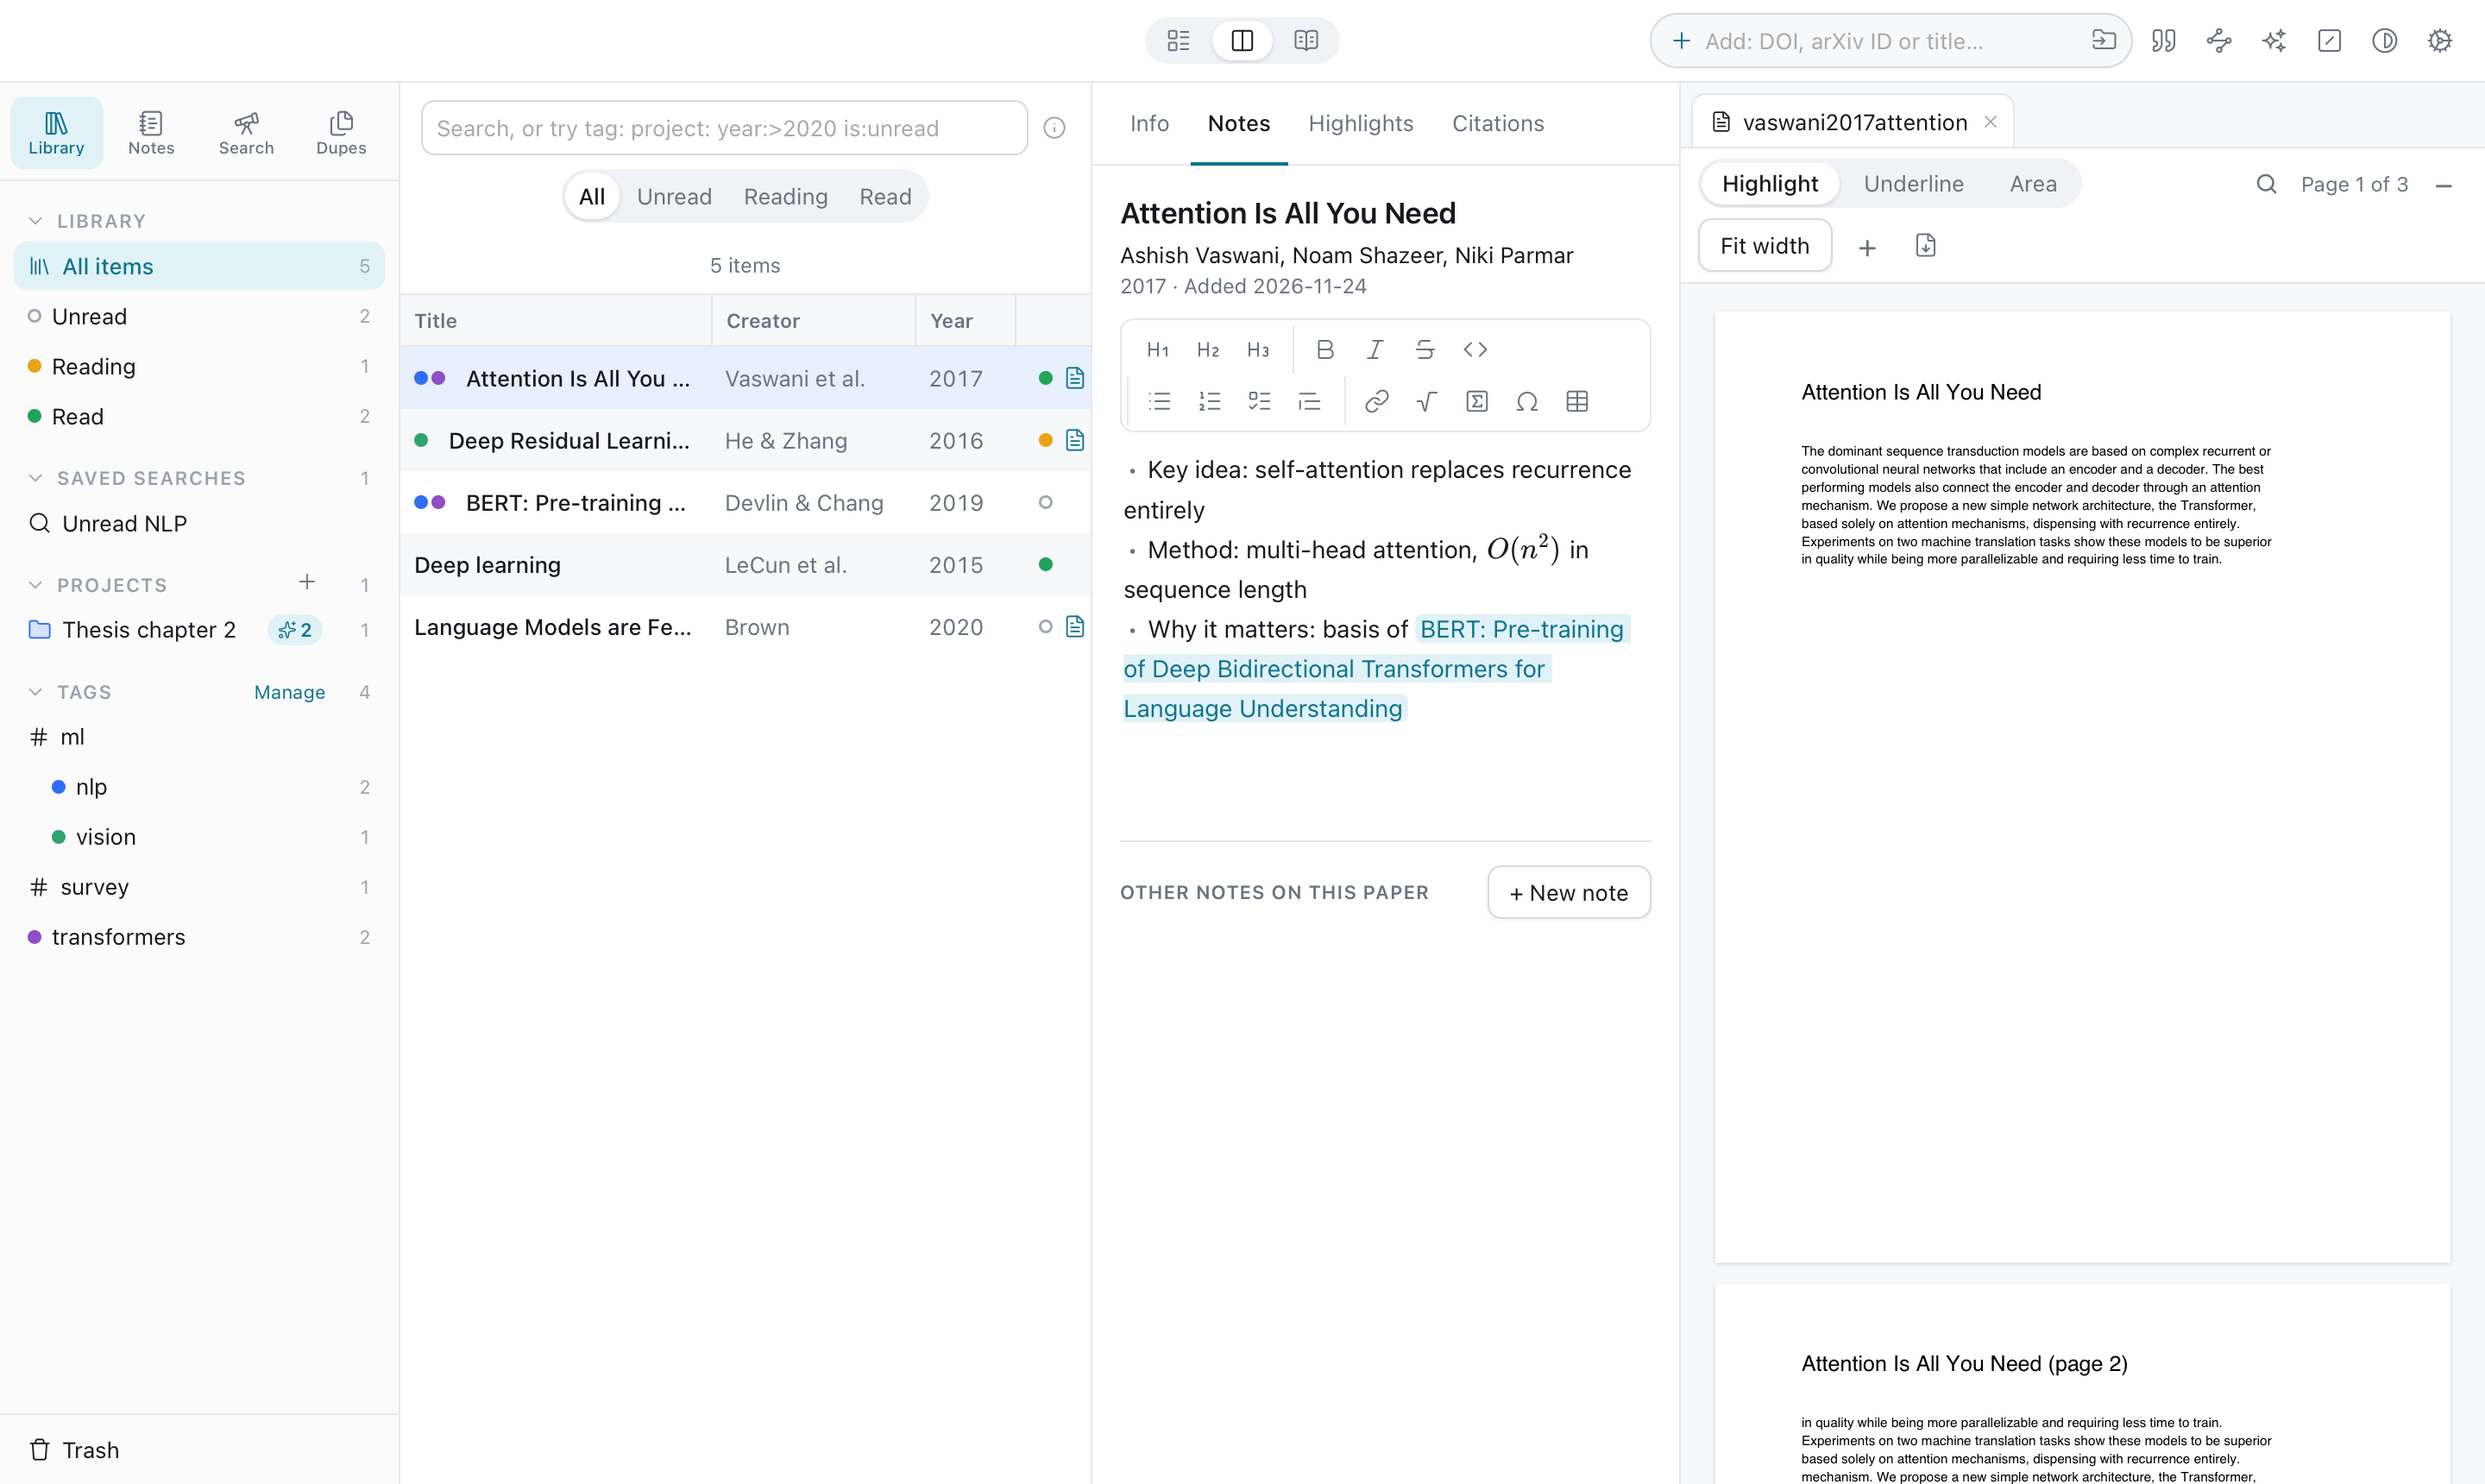 Add: DOI, arXiv ID or title...
Library
Notes
Search
Dupes
LIBRARY
All items 5
Unread 2
Reading 1
Read 2
SAVED SEARCHES 1
Unread NLP
PROJECTS + 1
Thesis chapter 2 2 1
TAGS Manage 4
# ml
nlp 2
vision 1
# survey 1
transformers 2
Trash
Search, or try tag: project: year:>2020 is:unread
All Unread Reading Read
5 items
Title Creator Year
Attention Is All You ... Vaswani et al. 2017
Deep Residual Learni... He & Zhang 2016
BERT: Pre-training ... Devlin & Chang 2019
Deep learning LeCun et al. 2015
Language Models are Fe... Brown 2020
Info Notes Highlights Citations
Attention Is All You Need
Ashish Vaswani, Noam Shazeer, Niki Parmar
2017 · Added 2026-11-24
H1 H2 H3 B I S <>
Σ Ω
• Key idea: self-attention replaces recurrence
entirely
• Method: multi-head attention, O(n²) in
sequence length
• Why it matters: basis of BERT: Pre-training
of Deep Bidirectional Transformers for
Language Understanding
OTHER NOTES ON THIS PAPER
+ New note
vaswani2017attention
Highlight Underline Area
Page 1 of 3
Fit width
Attention Is All You Need
The dominant sequence transduction models are based on complex recurrent or
convolutional neural networks that include an encoder and a decoder. The best
performing models also connect the encoder and decoder through an attention
mechanism. We propose a new simple network architecture, the Transformer,
based solely on attention mechanisms, dispensing with recurrence entirely.
Experiments on two machine translation tasks show these models to be superior
in quality while being more parallelizable and requiring less time to train.
Attention Is All You Need (page 2)
in quality while being more parallelizable and requiring less time to train.
Experiments on two machine translation tasks show these models to be superior
based solely on attention mechanisms, dispensing with recurrence entirely.
mechanism. We propose a new simple network architecture, the Transformer,